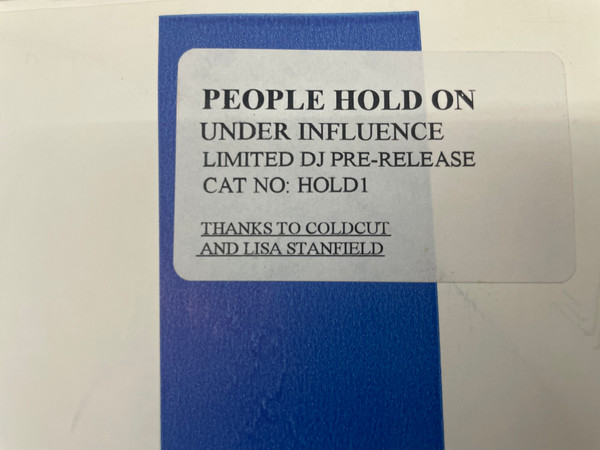 PEOPLE HOLD ON
UNDER INFLUENCE
LIMITED DJ PRE-RELEASE
CAT NO: HOLD1
THANKS TO COLDCUT
AND LISA STANFIELD